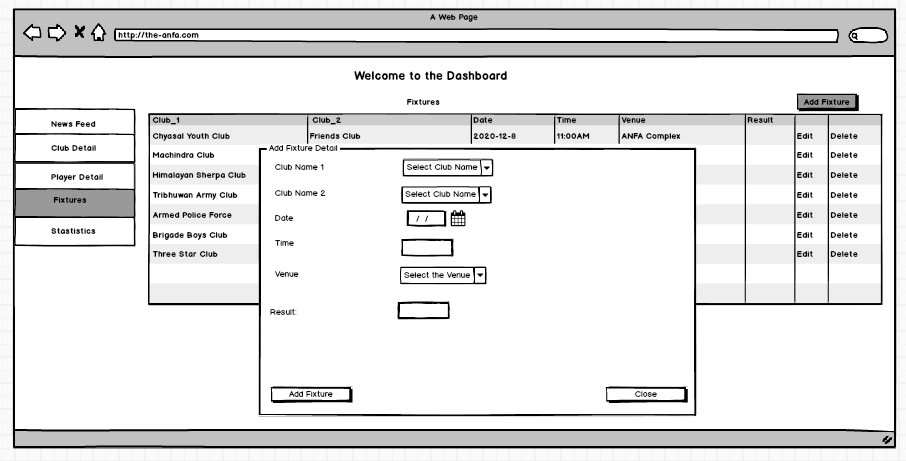 A Web Page
http://the-anfa.com
Welcome to the Dashboard
Fixtures
Add Fixture
News Feed
Club Detail
Player Detail
Fixtures
Stastistics
Club_1 Club_2 Date Time Venue Result
Chyasal Youth Club Friends Club 2020-12-8 11:00AM ANFA Complex Edit Delete
Machindra Club Edit Delete
Himalayan Sherpa Club Edit Delete
Tribhuwan Army Club Edit Delete
Armed Police Force Edit Delete
Brigade Boys Club Edit Delete
Three Star Club Edit Delete
Add Fixture Detail
Club Name 1 Select Club Name
Club Name 2 Select Club Name
Date / /
Time
Venue Select the Venue
Result:
Add Fixture Close